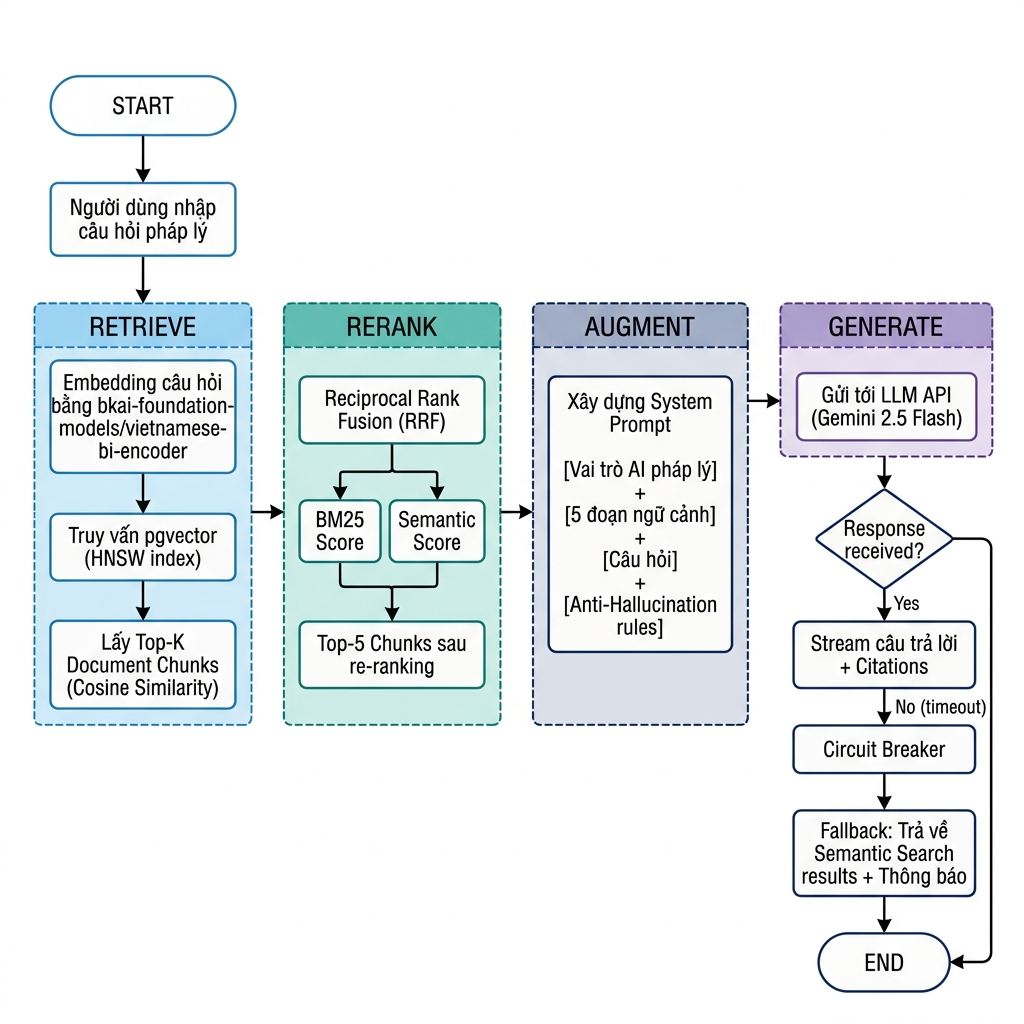 START
Người dùng nhập
câu hỏi pháp lý
RETRIEVE
Embedding câu hỏi
bằng bkai-foundation-
models/vietnamese-
bi-encoder
Truy vấn pgvector
(HNSW index)
Lấy Top-K
Document Chunks
(Cosine Similarity)
RERANK
Reciprocal Rank
Fusion (RRF)
BM25
Score
Semantic
Score
Top-5 Chunks sau
re-ranking
AUGMENT
Xây dựng System
Prompt
[Vai trò AI pháp lý]
+
[5 đoạn ngữ cảnh]
+
[Câu hỏi]
+
[Anti-Hallucination
rules]
GENERATE
Gửi tới LLM API
(Gemini 2.5 Flash)
Response
received?
Yes
Stream câu trả lời
+ Citations
No (timeout)
Circuit Breaker
Fallback: Trả về
Semantic Search
results + Thông báo
END